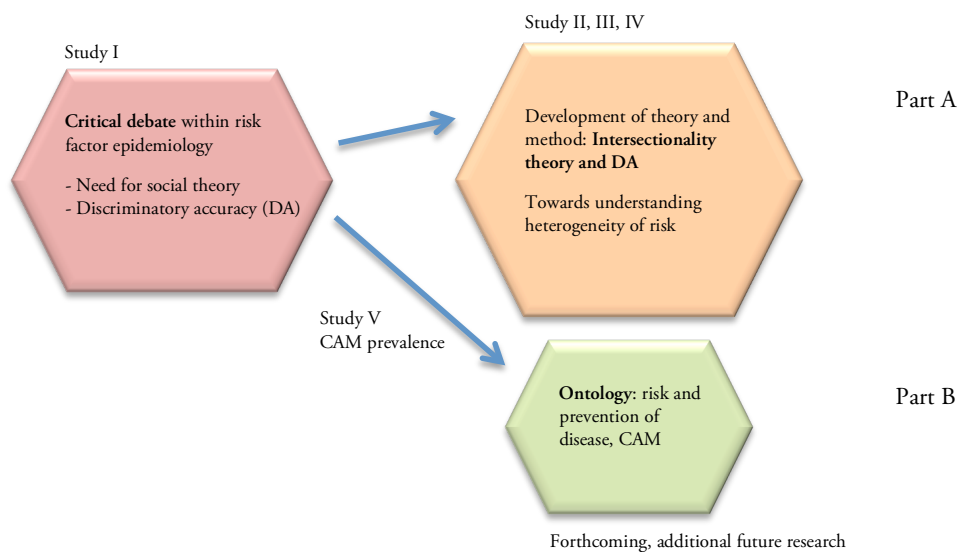 Study I
Critical debate within risk
factor epidemiology
- Need for social theory
- Discriminatory accuracy (DA)
Study II, III, IV
Development of theory and
method: Intersectionality
theory and DA
Towards understanding
heterogeneity of risk
Part A
Study V
CAM prevalence
Ontology: risk and
prevention of
disease, CAM
Part B
Forthcoming, additional future research